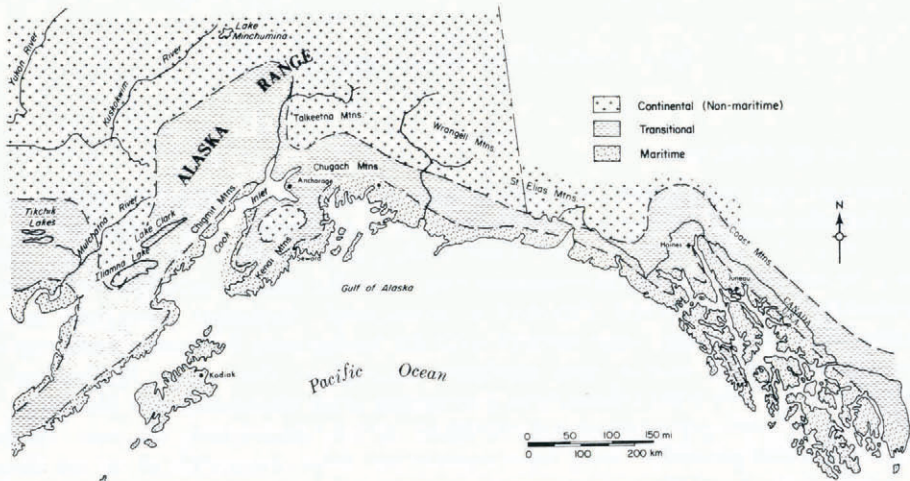 Lake
Minchumina
Yukon River
Kuskokwim River
ALASKA RANGE
Talkeetna Mtns.
Wrangell Mtns.
Continental (Non-maritime)
Transitional
Maritime
Chugach Mtns.
Anchorage
St Elias Mtns.
Tikchik
Lakes
Mulchatna River
Lake Clark
Chigmit Mtns.
Cook Inlet
Iliamna Lake
Kenai Mtns.
Seward
N
Coast Mtns.
Haines
Juneau
CANADA
Gulf of Alaska
Kodiak
Pacific Ocean
0 50 100 150 mi
0 100 200 km